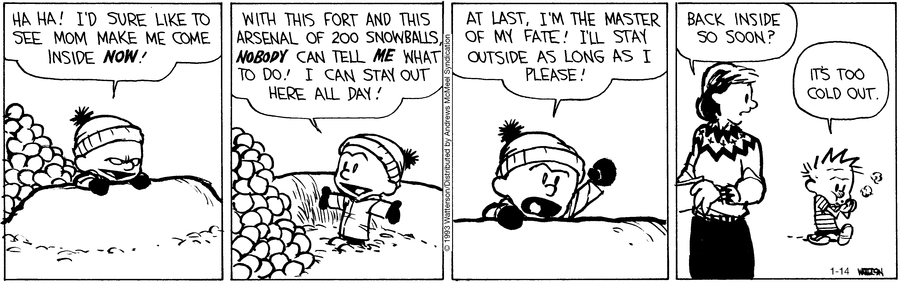 HA HA! I'D SURE LIKE TO
SEE MOM MAKE ME COME
INSIDE NOW!
WITH THIS FORT AND THIS
ARSENAL OF 200 SNOWBALLS,
NOBODY CAN TELL ME WHAT
TO DO! I CAN STAY OUT
HERE ALL DAY!
© 1993 Watterson/Distributed by Andrews McMeel Syndication
AT LAST, I'M THE MASTER
OF MY FATE! I'LL STAY
OUTSIDE AS LONG AS I
PLEASE!
BACK INSIDE
SO SOON?
IT'S TOO
COLD OUT.
1-14 WATTERSON